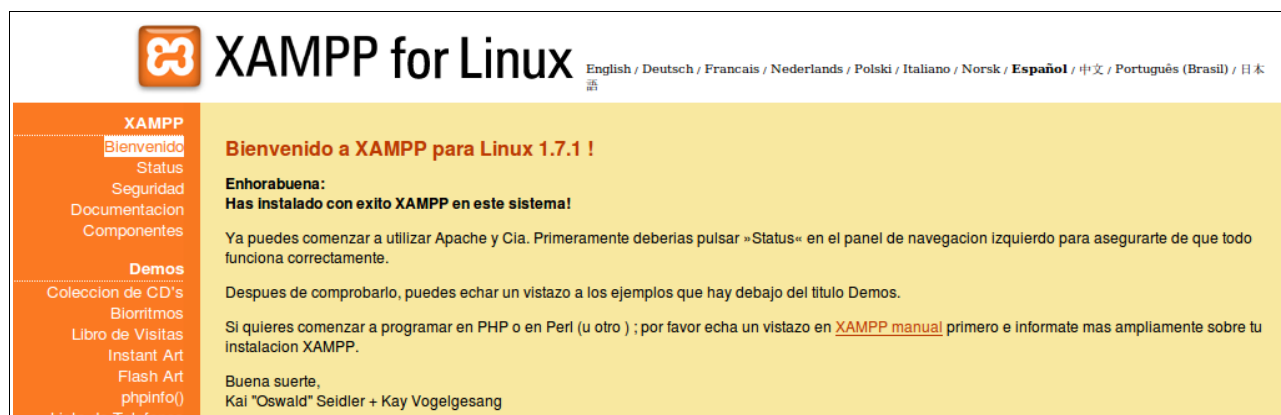 XAMPP for Linux
English / Deutsch / Francais / Nederlands / Polski / Italiano / Norsk / Español / 中文 / Português (Brasil) / 日本
語
XAMPP
Bienvenido
Status
Seguridad
Documentacion
Componentes
Demos
Coleccion de CD's
Biorritmos
Libro de Visitas
Instant Art
Flash Art
phpinfo()
Bienvenido a XAMPP para Linux 1.7.1 !
Enhorabuena:
Has instalado con exito XAMPP en este sistema!
Ya puedes comenzar a utilizar Apache y Cia. Primeramente deberias pulsar »Status« en el panel de navegacion izquierdo para asegurarte de que todo
funciona correctamente.
Despues de comprobarlo, puedes echar un vistazo a los ejemplos que hay debajo del titulo Demos.
Si quieres comenzar a programar en PHP o en Perl (u otro ) ; por favor echa un vistazo en XAMPP manual primero e informate mas ampliamente sobre tu
instalacion XAMPP.
Buena suerte,
Kai "Oswald" Seidler + Kay Vogelgesang